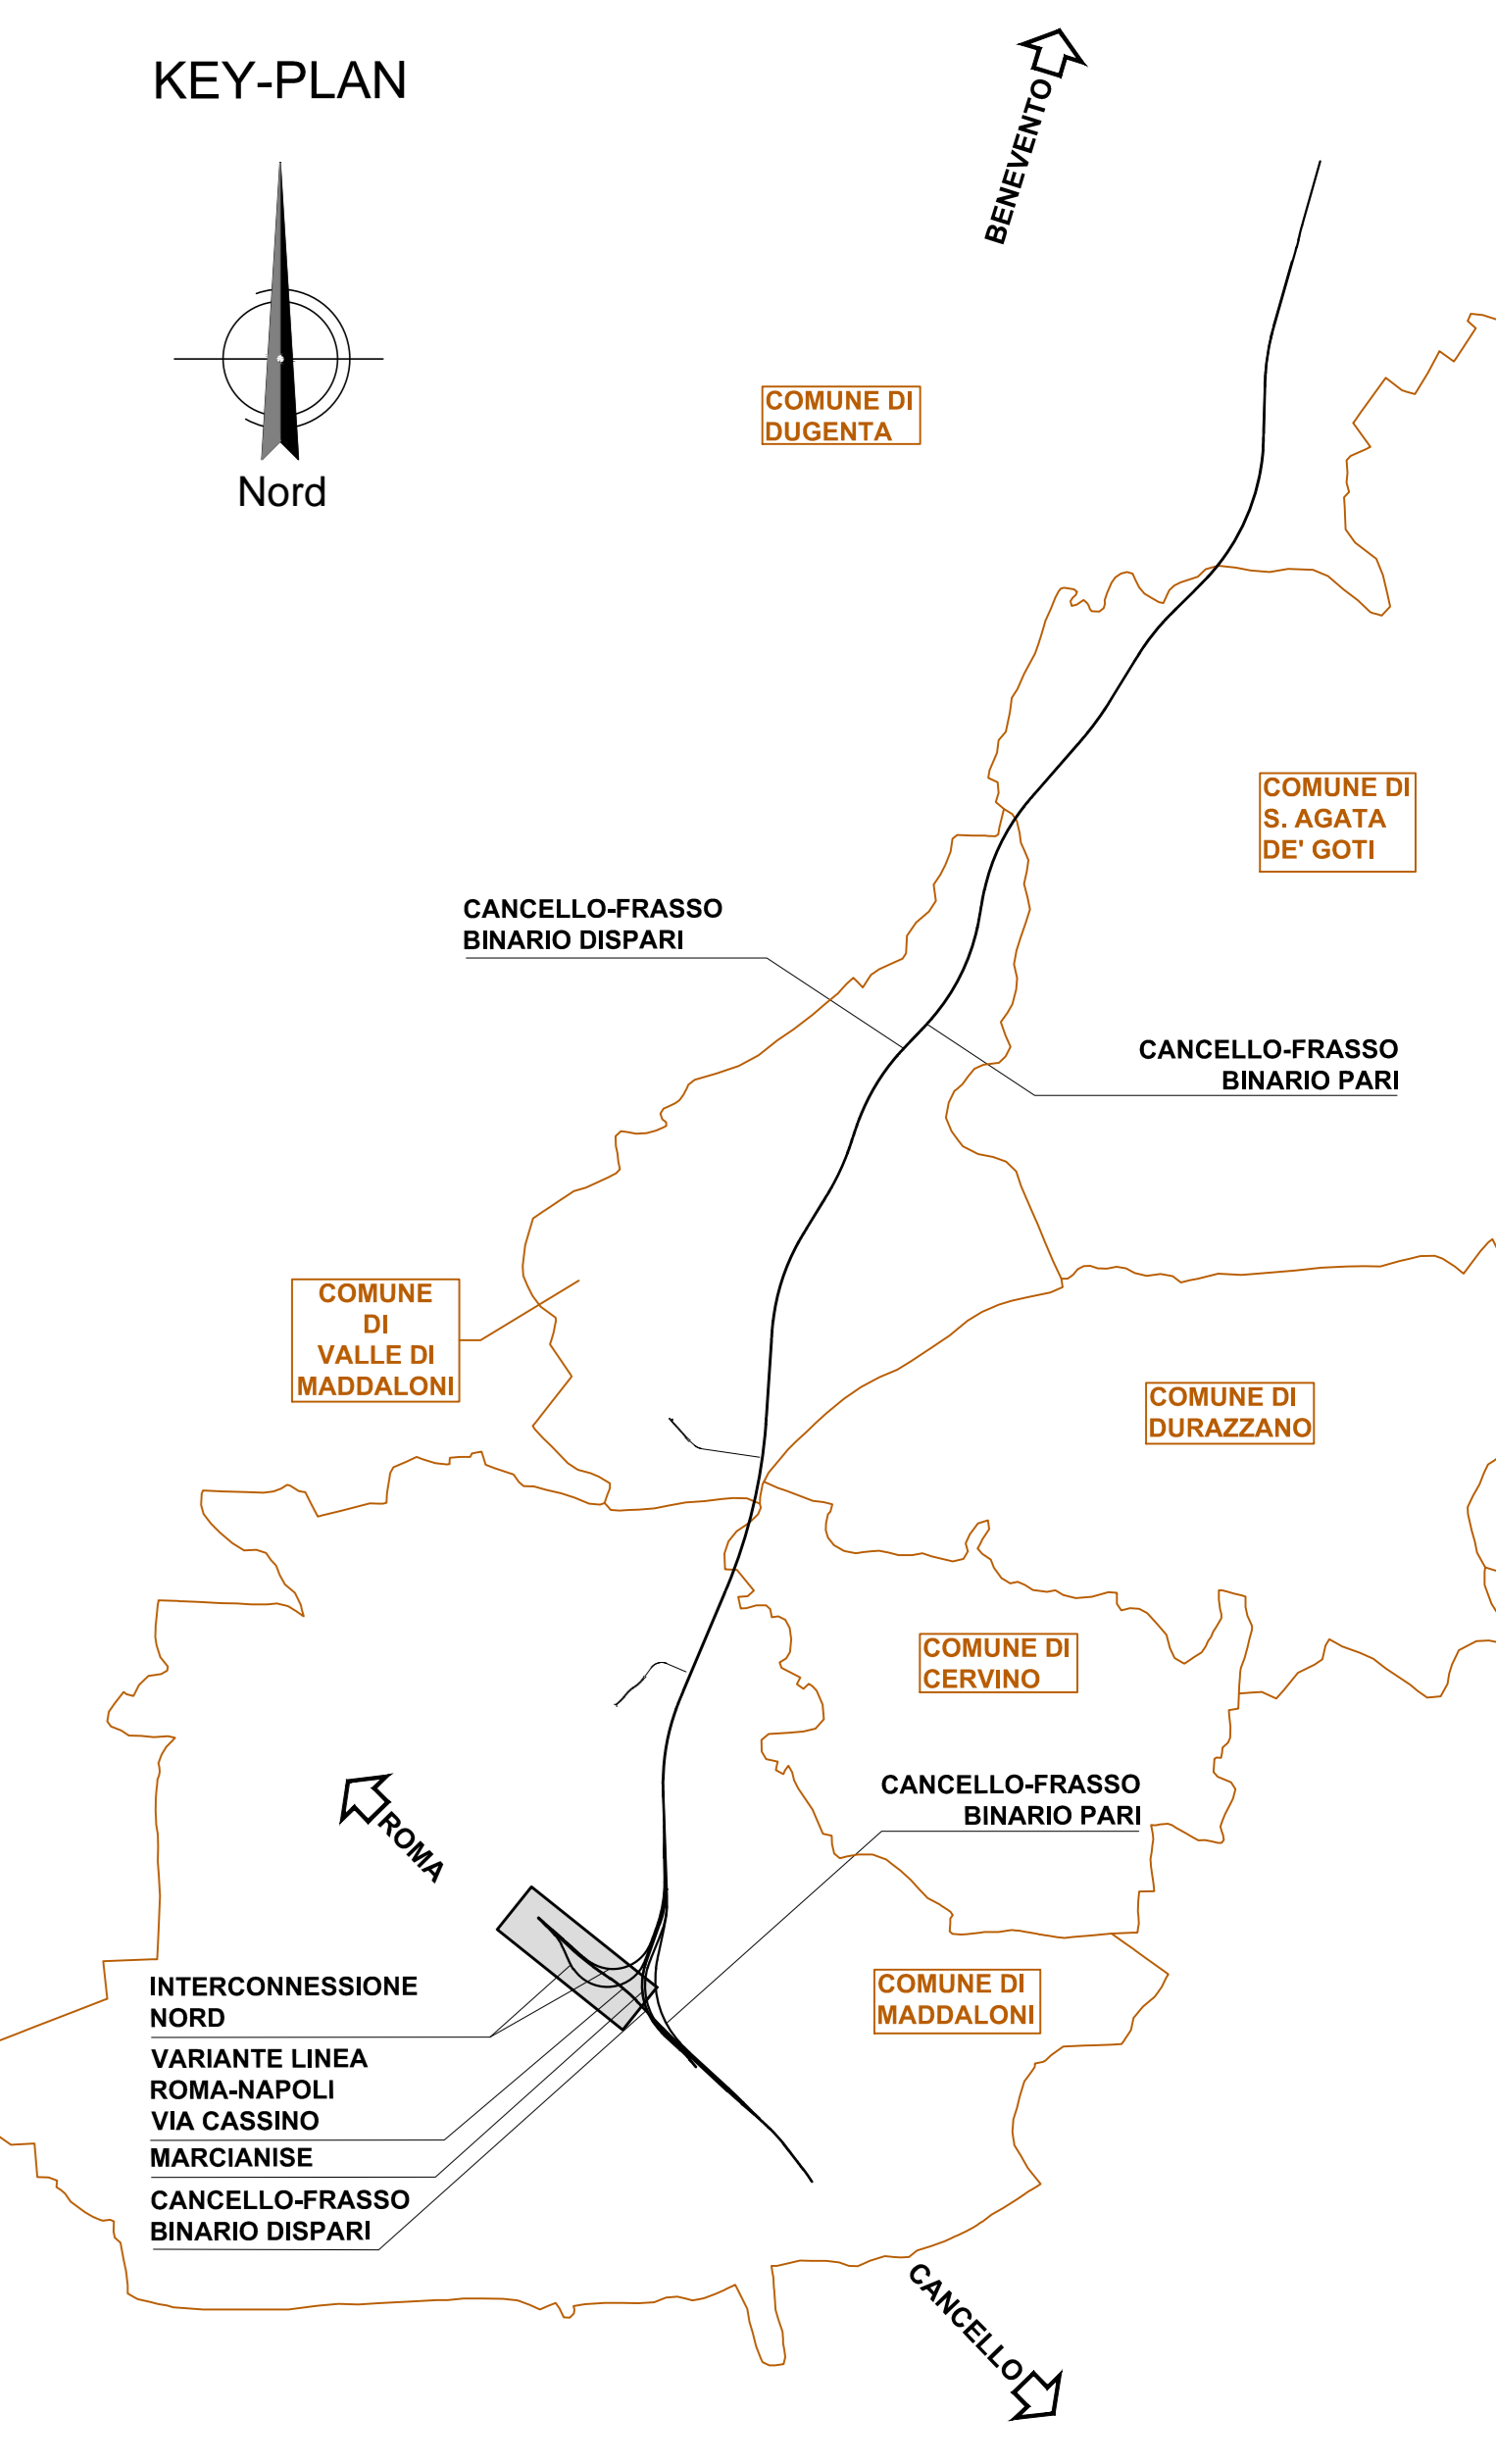 KEY-PLAN
BENEVENTO
Nord
COMUNE DI
DUGENTA
COMUNE DI
S. AGATA
DE' GOTI
CANCELLO-FRASSO
BINARIO DISPARI
CANCELLO-FRASSO
BINARIO PARI
COMUNE
DI
VALLE DI
MADDALONI
COMUNE DI
DURAZZANO
COMUNE DI
CERVINO
CANCELLO-FRASSO
BINARIO PARI
ROMA
INTERCONNESSIONE
NORD
COMUNE DI
MADDALONI
VARIANTE LINEA
ROMA-NAPOLI
VIA CASSINO
MARCIANISE
CANCELLO-FRASSO
BINARIO DISPARI
CANCELLO